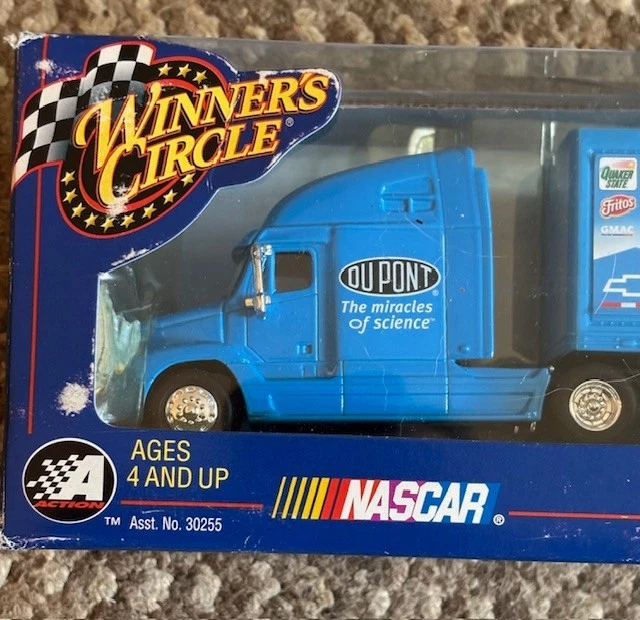 WINNER'S
CIRCLE®
QUAKER
STATE
Fritos
GMAC
DU PONT®
The miracles
of science™
AGES
4 AND UP
A
ACTION
™ Asst. No. 30255
NASCAR®